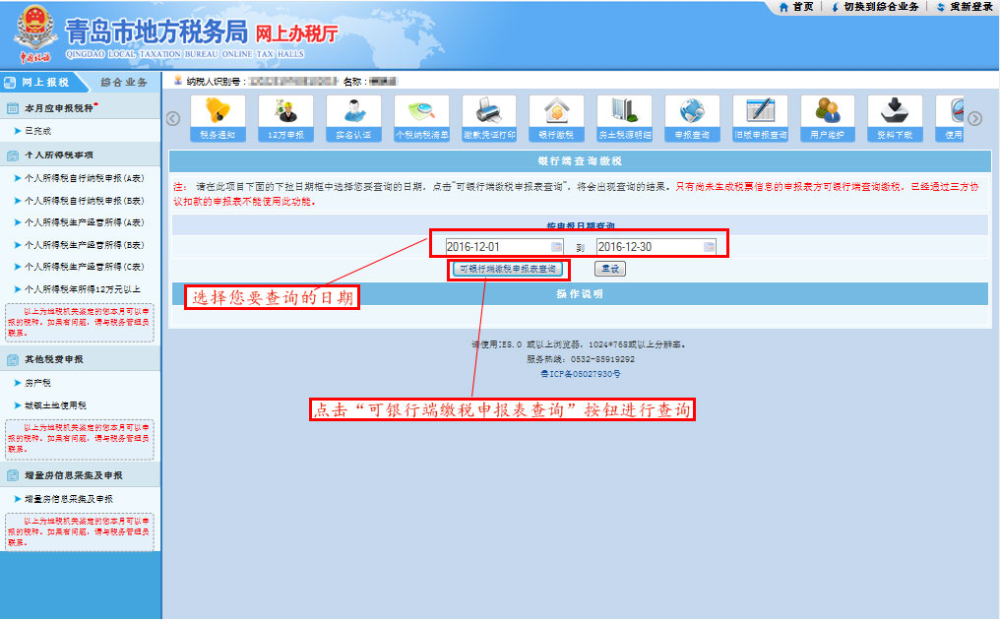 首页 切换到综合业务 重新登录
中国税务
青岛市地方税务局 网上办税厅
QINGDAO LOCAL TAXATION BUREAU ONLINE TAX HALLS
网上报税 综合业务
纳税人识别号： 名称：
税务通知 12万申报 实名认证 个税纳税清单 缴款凭证打印 银行缴税 房土税源明细 申报查询 旧版申报查询 用户维护 资料下载 使用
本月应申报税种*
已完成
个人所得税事项
个人所得税自行纳税申报(A表)
个人所得税自行纳税申报(B表)
个人所得税生产经营所得(A表)
个人所得税生产经营所得(B表)
个人所得税生产经营所得(C表)
个人所得税年所得12万元以上
以上为地税机关鉴定的您本月可以申
报的税种。如果有问题，请与税务管理员
联系。
其他税费申报
房产税
城镇土地使用税
以上为地税机关鉴定的您本月可以申
报的税种。如果有问题，请与税务管理员
联系。
增量房信息采集及申报
增量房信息采集及申报
以上为地税机关鉴定的您本月可以申
报的税种。如果有问题，请与税务管理员
联系。
银行端查询缴税
注： 请在此项目下面的下拉日期框中选择您要查询的日期，点击"可银行端缴税申报表查询"，将会出现查询的结果。只有尚未生成税票信息的申报表方可银行端查询缴税，已经通过三方协
议扣款的申报表不能使用此功能。
按申报日期查询
2016-12-01 到 2016-12-30
可银行端缴税申报表查询 重设
选择您要查询的日期
操作说明
请使用IE8.0 或以上浏览器，1024*768或以上分辨率。
服务热线：0532-85919292
鲁ICP备05027930号
点击“可银行端缴税申报表查询”按钮进行查询